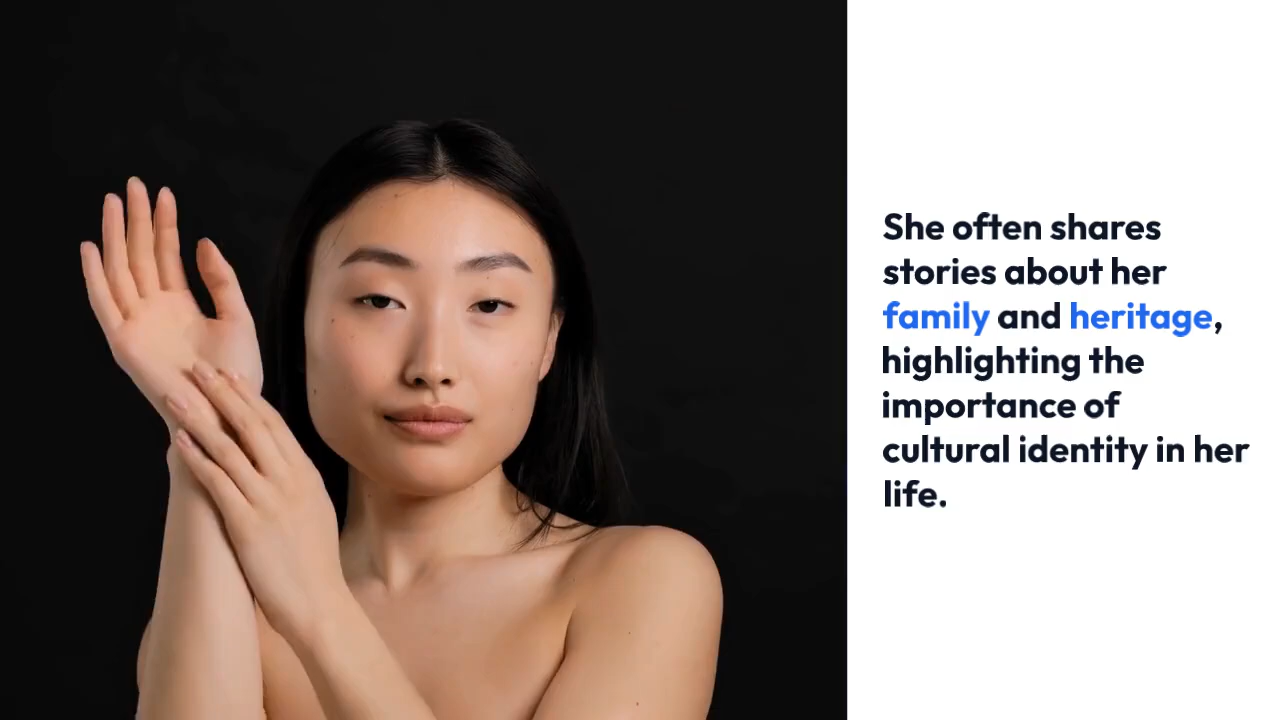 She often shares
stories about her
family and heritage,
highlighting the
importance of
cultural identity in her
life.